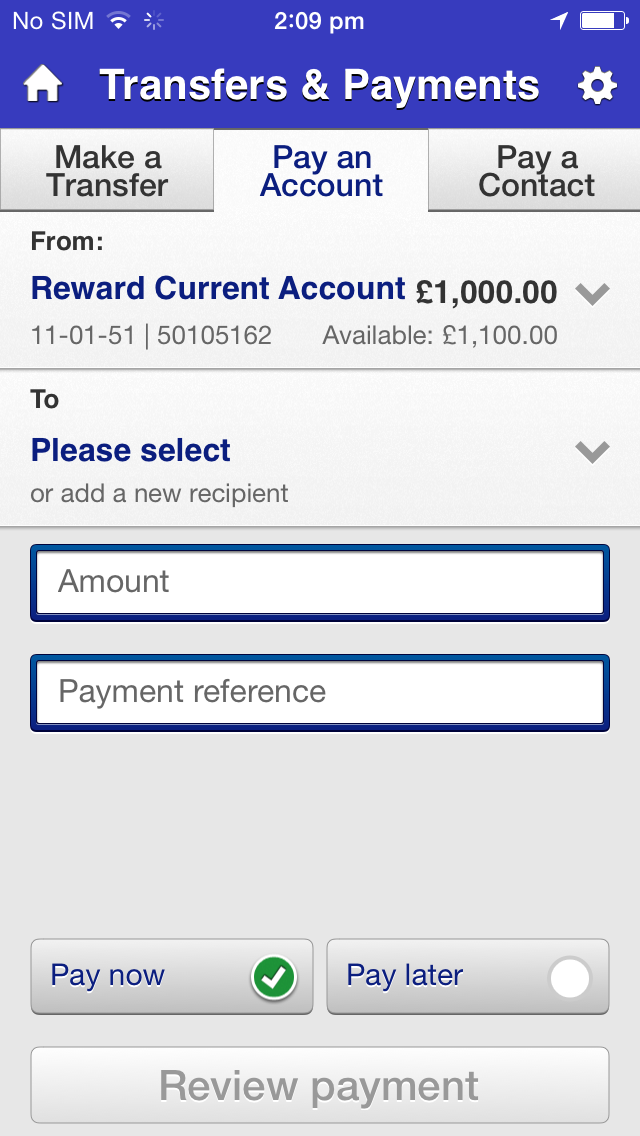 No SIM 2:09 pm
Transfers & Payments
Make a
Transfer
Pay an
Account
Pay a
Contact
From:
Reward Current Account £1,000.00
11-01-51 | 50105162 Available: £1,100.00
To
Please select
or add a new recipient
Amount
Payment reference
Pay now Pay later
Review payment